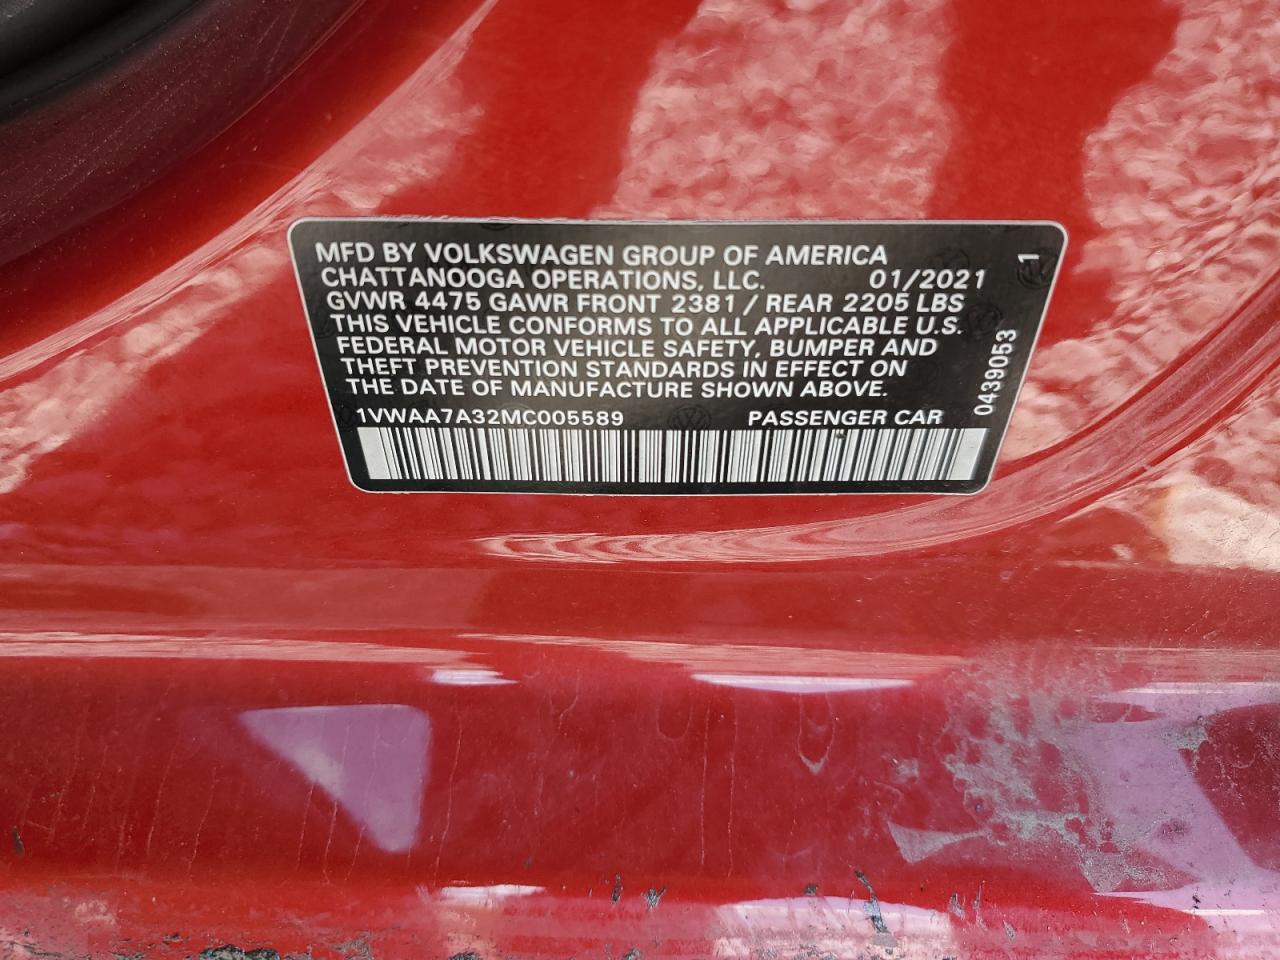 MFD BY VOLKSWAGEN GROUP OF AMERICA
CHATTANOOGA OPERATIONS, LLC. 01/2021 1
GVWR 4475 GAWR FRONT 2381 / REAR 2205 LBS
THIS VEHICLE CONFORMS TO ALL APPLICABLE U.S.
FEDERAL MOTOR VEHICLE SAFETY, BUMPER AND
THEFT PREVENTION STANDARDS IN EFFECT ON
THE DATE OF MANUFACTURE SHOWN ABOVE.
1VWAA7A32MC005589 PASSENGER CAR
0439053